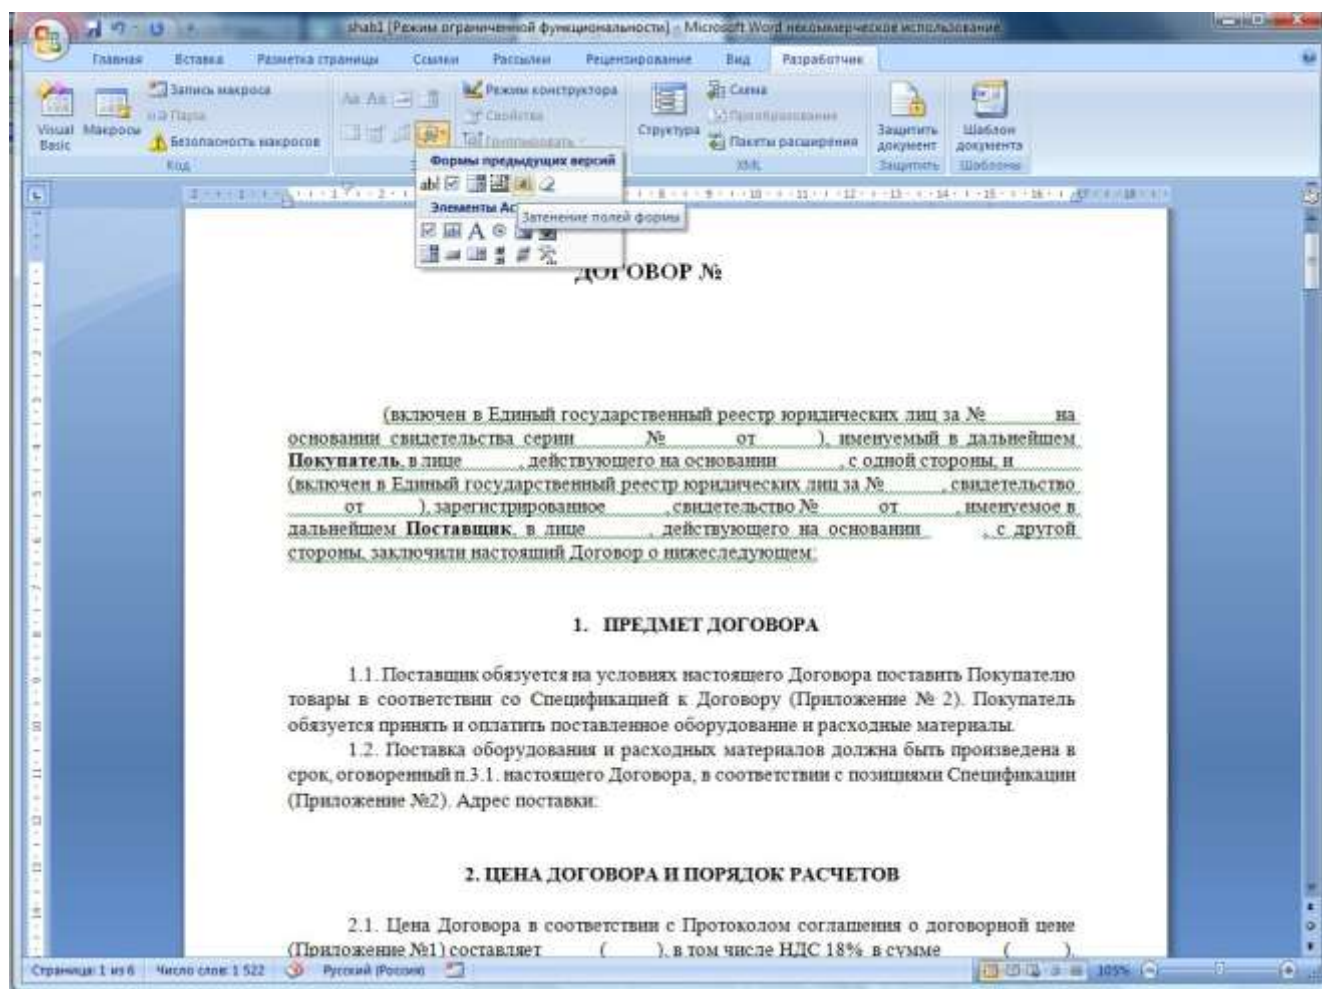 shab1 [Режим ограниченной функциональности] - Microsoft Word некоммерческое использование
Главная Вставка Разметка страницы Ссылки Рассылки Рецензирование Вид Разработчик
Visual Basic
Макросы
Запись макроса
Пауза
Безопасность макросов
Код
Aa Aa
Режим конструктора
Свойства
Группировать
Структура
Схема
Преобразование
Пакеты расширения
XML
Защитить документ
Защитить
Шаблон документа
Шаблоны
Формы предыдущих версий
ab|
Элементы Ac
Затенение полей формы
ДОГОВОР №
(включен в Единый государственный реестр юридических лиц за № на
основании свидетельства серии № от ), именуемый в дальнейшем
Покупатель, в лице , действующего на основании , с одной стороны, и
(включен в Единый государственный реестр юридических лиц за № , свидетельство
от ), зарегистрированное , свидетельство № от , именуемое в
дальнейшем Поставщик, в лице , действующего на основании , с другой
стороны, заключили настоящий Договор о нижеследующем:
1. ПРЕДМЕТ ДОГОВОРА
1.1. Поставщик обязуется на условиях настоящего Договора поставить Покупателю
товары в соответствии со Спецификацией к Договору (Приложение № 2). Покупатель
обязуется принять и оплатить поставленное оборудование и расходные материалы.
1.2. Поставка оборудования и расходных материалов должна быть произведена в
срок, оговоренный п.3.1. настоящего Договора, в соответствии с позициями Спецификации
(Приложение №2). Адрес поставки:
2. ЦЕНА ДОГОВОРА И ПОРЯДОК РАСЧЕТОВ
2.1. Цена Договора в соответствии с Протоколом соглашения о договорной цене
(Приложение №1) составляет ( ), в том числе НДС 18% в сумме ( ),
Страница: 1 из 6 Число слов: 1 522 Русский (Россия) 105%